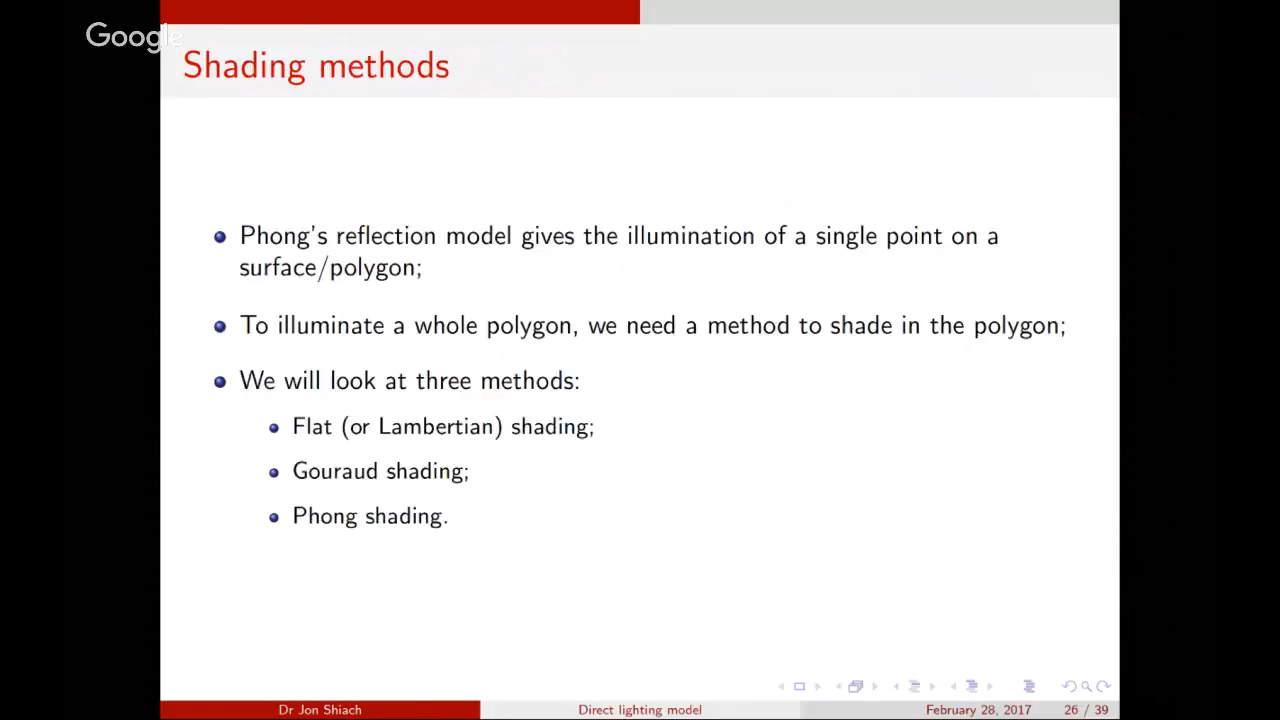 Google
Shading methods
Phong's reflection model gives the illumination of a single point on a
surface/polygon;
To illuminate a whole polygon, we need a method to shade in the polygon;
We will look at three methods:
Flat (or Lambertian) shading;
Gouraud shading;
Phong shading.
Dr Jon Shiach Direct lighting model February 28, 2017 26 / 39